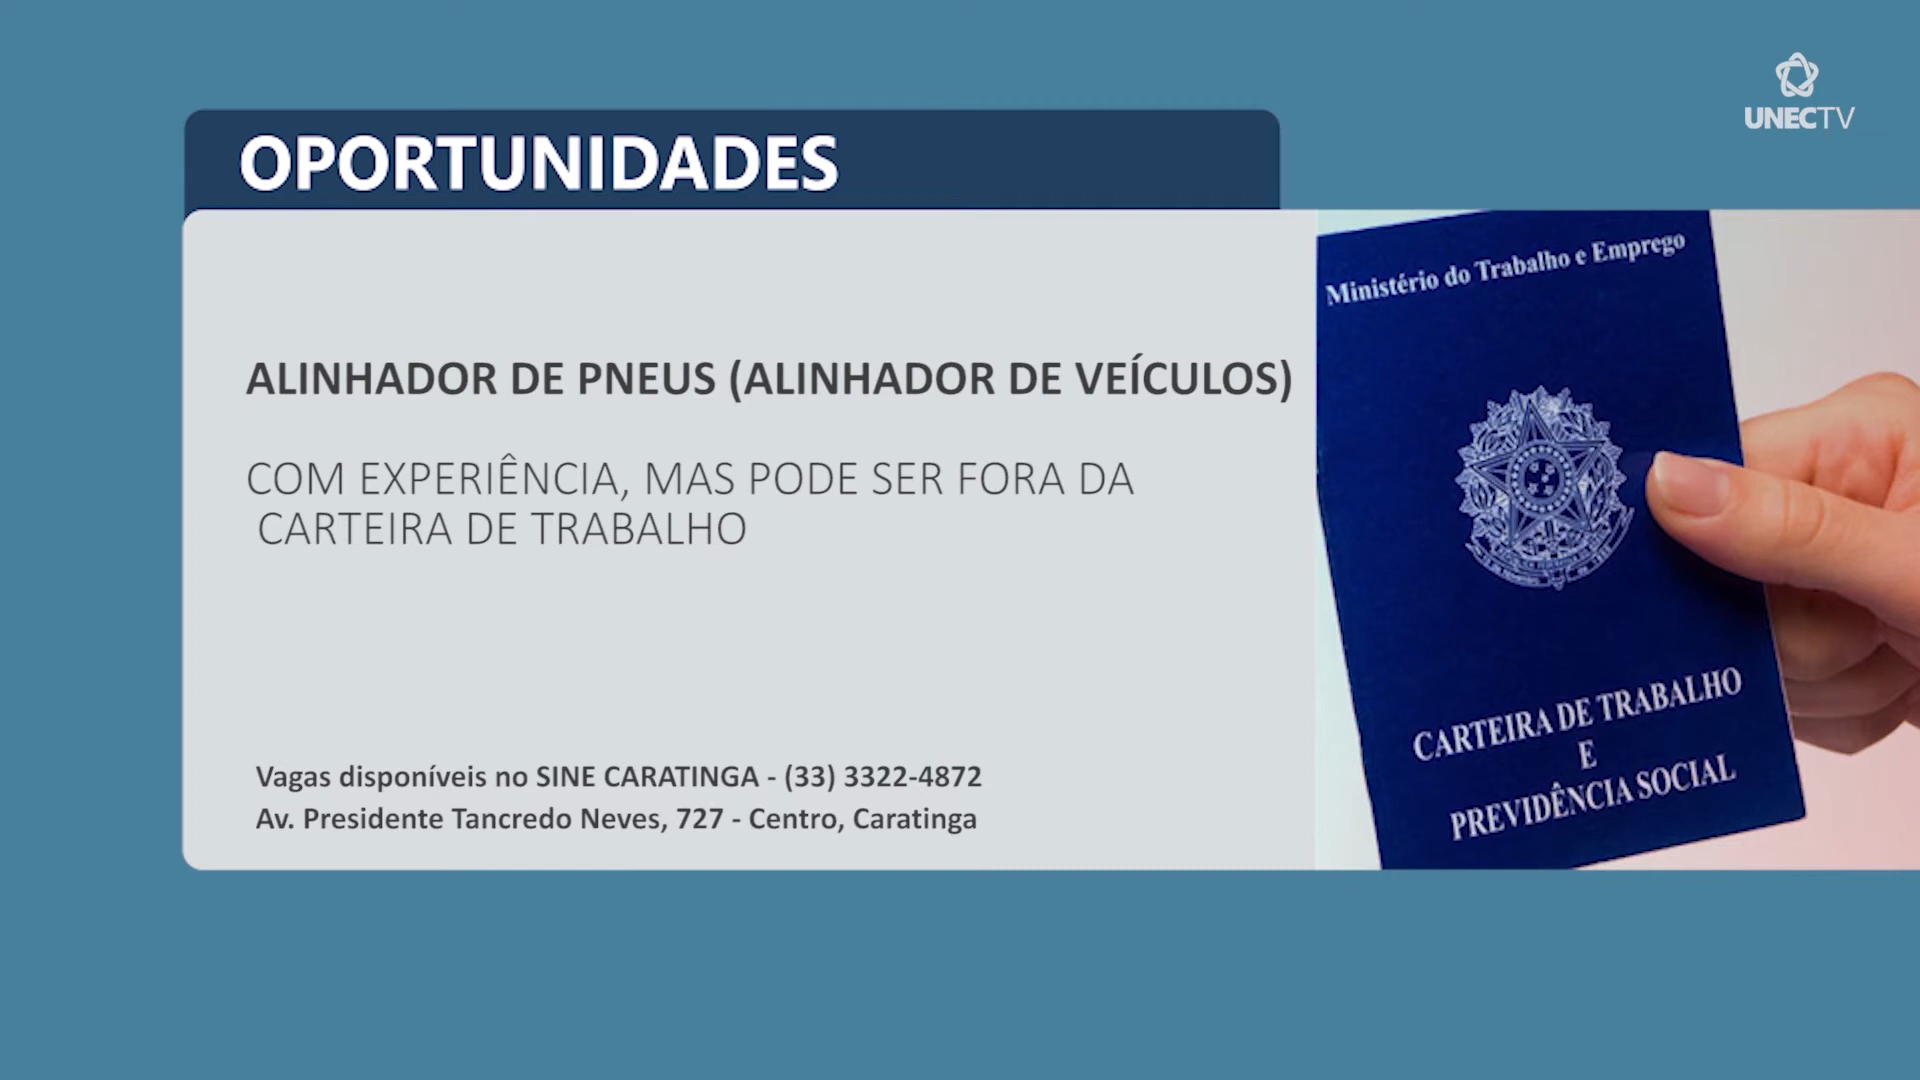 UNECTV
OPORTUNIDADES
ALINHADOR DE PNEUS (ALINHADOR DE VEÍCULOS)
COM EXPERIÊNCIA, MAS PODE SER FORA DA
CARTEIRA DE TRABALHO
Vagas disponíveis no SINE CARATINGA - (33) 3322-4872
Av. Presidente Tancredo Neves, 727 - Centro, Caratinga
Ministério do Trabalho e Emprego
CARTEIRA DE TRABALHO
E
PREVIDÊNCIA SOCIAL